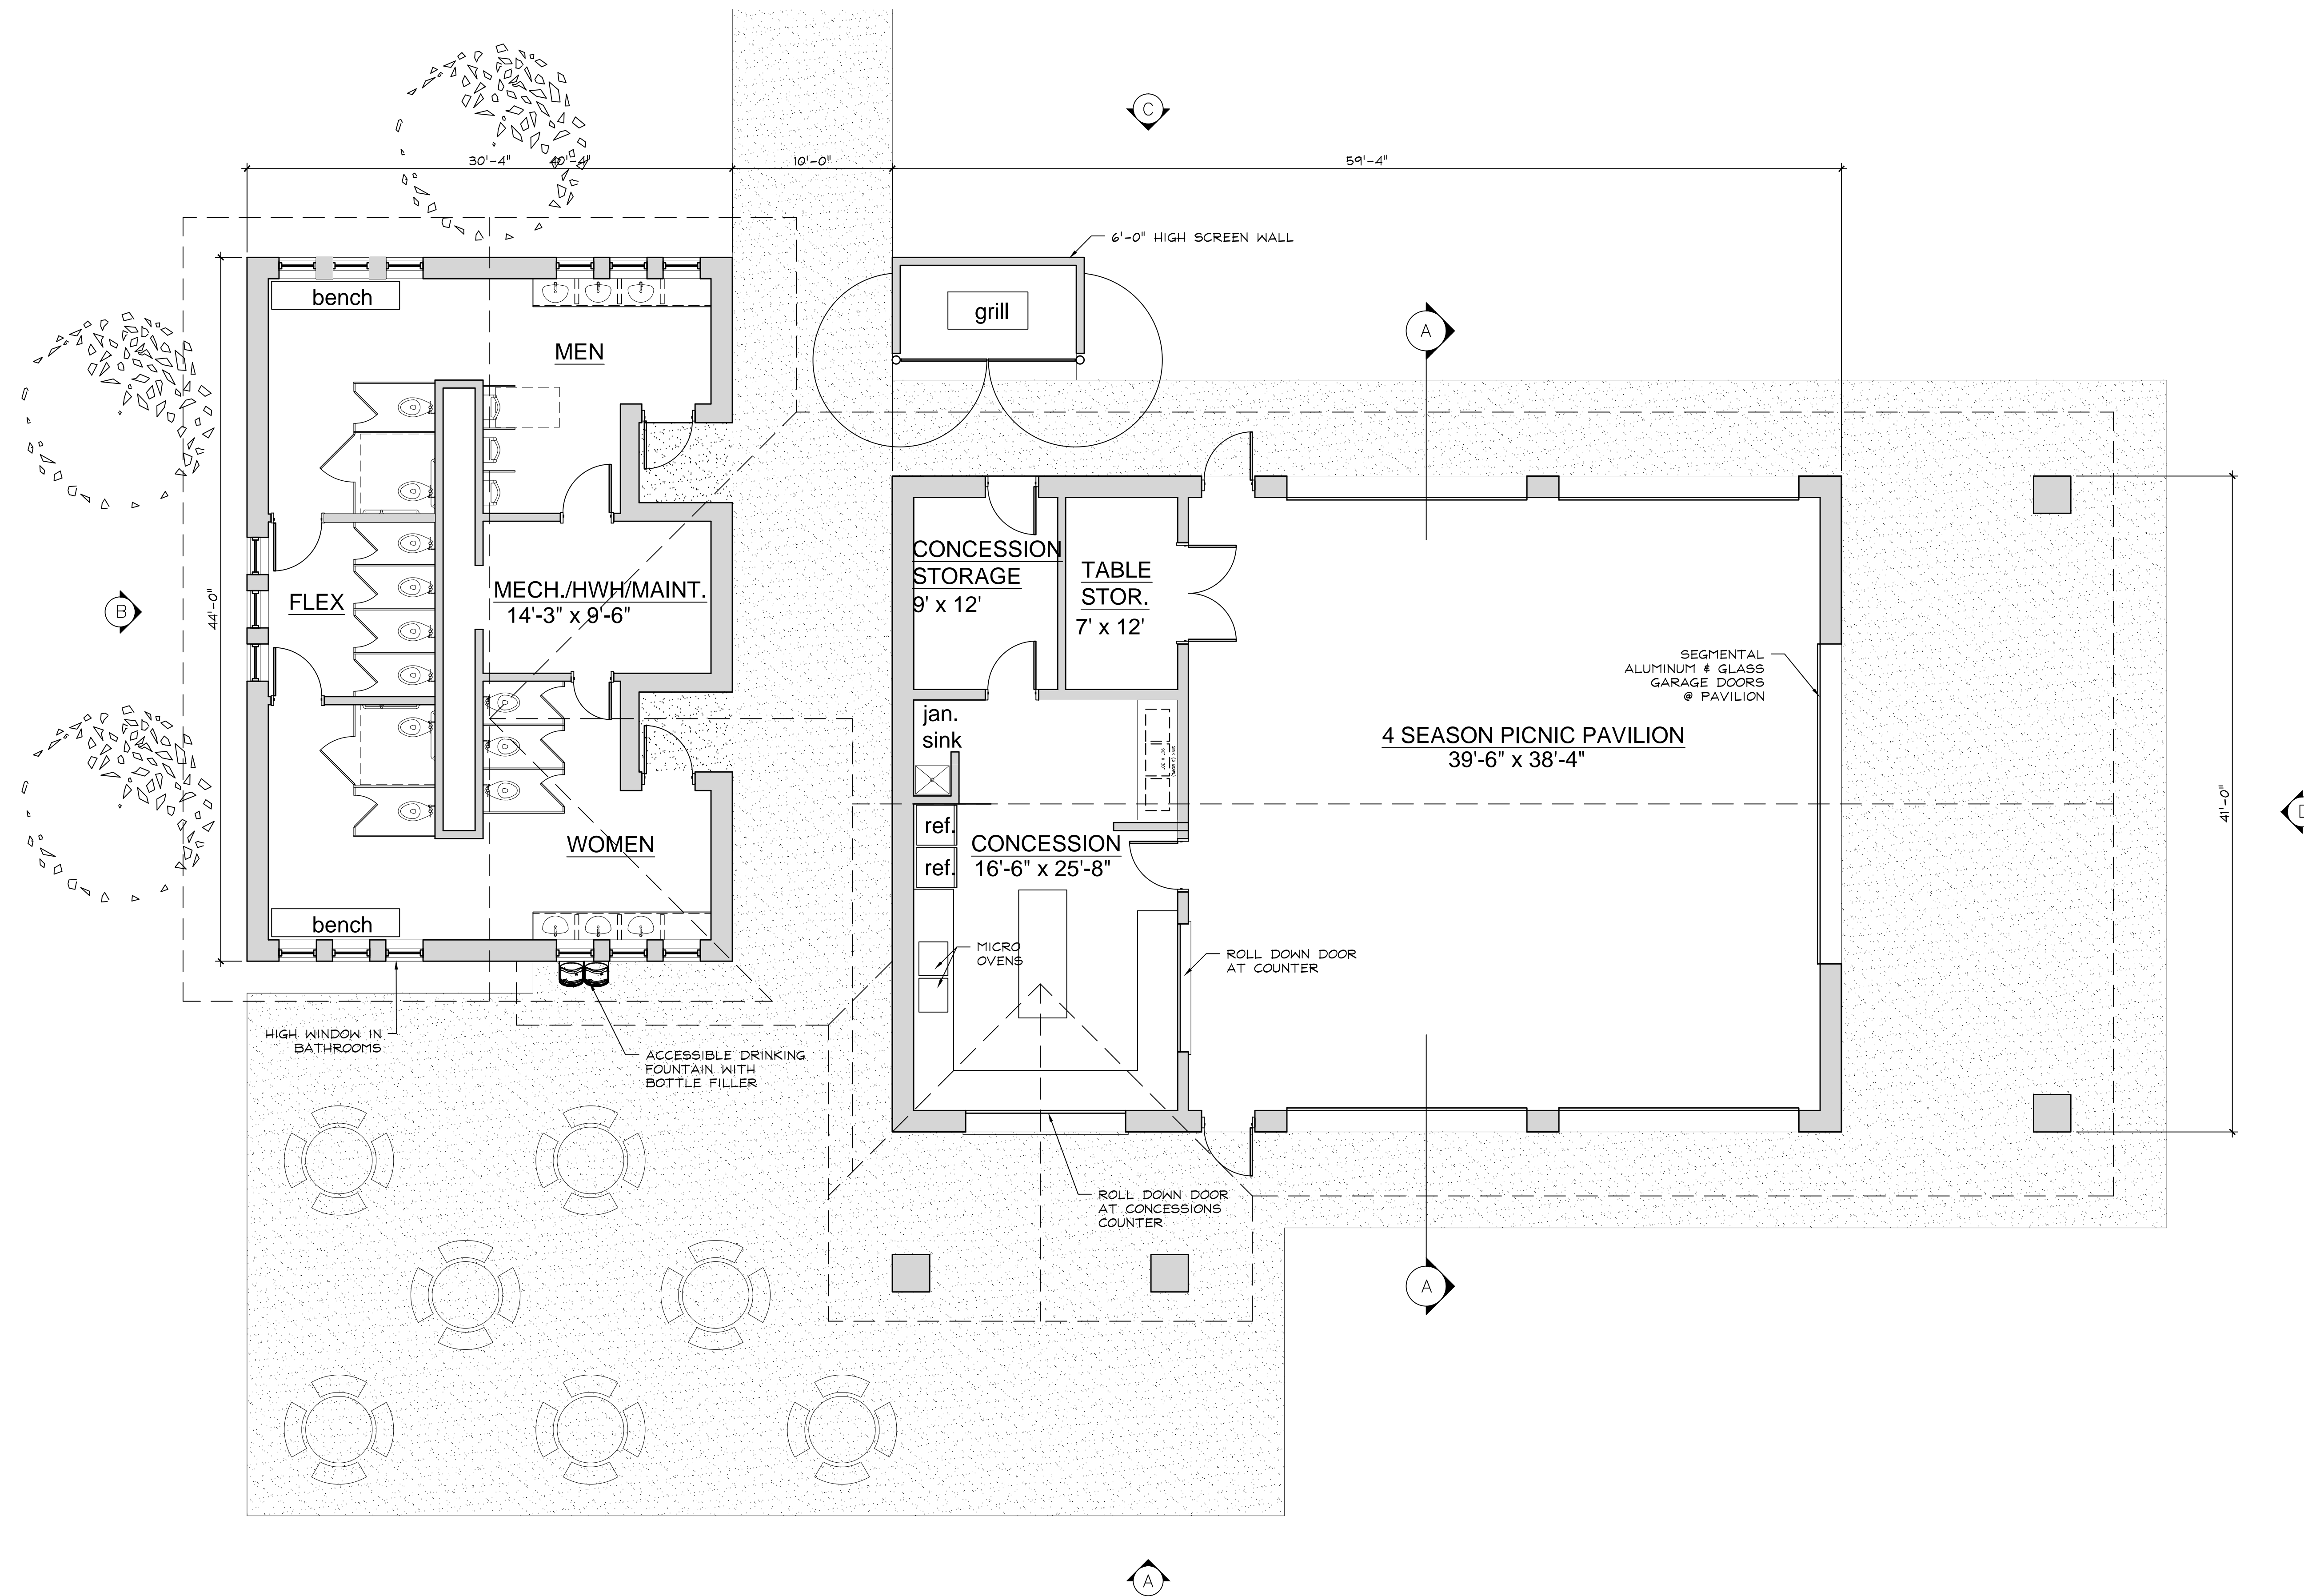 C
30'-4"
10'-0"
59'-4"
6'-0" HIGH SCREEN WALL
bench
grill
MEN
A
CONCESSION
STORAGE
9' x 12'
TABLE
STOR.
7' x 12'
MECH./HWH/MAINT.
14'-3" x 9'-6"
FLEX
B
44'-0"
SEGMENTAL
ALUMINUM & GLASS
GARAGE DOORS
@ PAVILION
jan.
sink
4 SEASON PICNIC PAVILION
39'-6" x 38'-4"
41'-0"
ref.
ref.
CONCESSION
16'-6" x 25'-8"
WOMEN
bench
MICRO
OVENS
ROLL DOWN DOOR
AT COUNTER
HIGH WINDOW IN
BATHROOMS
ACCESSIBLE DRINKING
FOUNTAIN WITH
BOTTLE FILLER
ROLL DOWN DOOR
AT CONCESSIONS
COUNTER
A
A